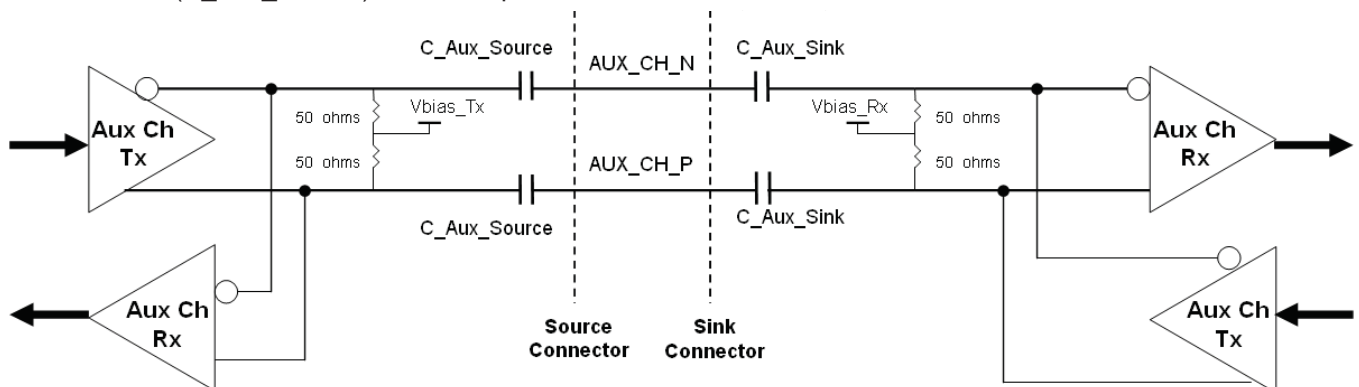 C_Aux_Source
AUX_CH_N
C_Aux_Sink
Aux Ch
Tx
50 ohms
Vbias_Tx
50 ohms
Vbias_Rx
50 ohms
50 ohms
Aux Ch
Rx
AUX_CH_P
C_Aux_Source
C_Aux_Sink
Aux Ch
Rx
Source
Connector
Sink
Connector
Aux Ch
Tx